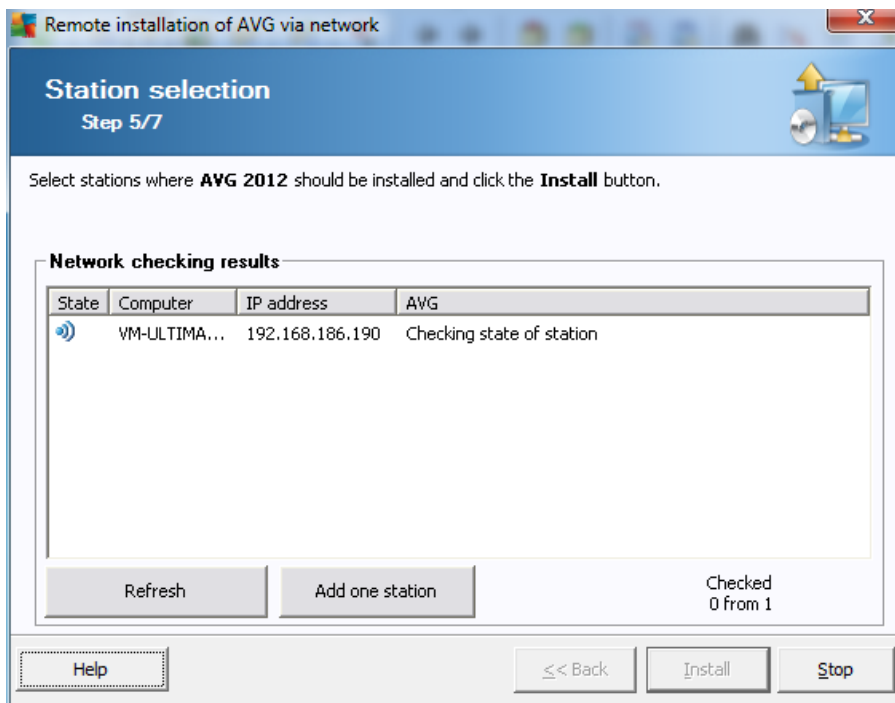 Remote installation of AVG via network
Station selection
Step 5/7
Select stations where AVG 2012 should be installed and click the Install button.
Network checking results
State Computer IP address AVG
VM-ULTIMA... 192.168.186.190 Checking state of station
Refresh Add one station Checked
0 from 1
Help << Back Install Stop